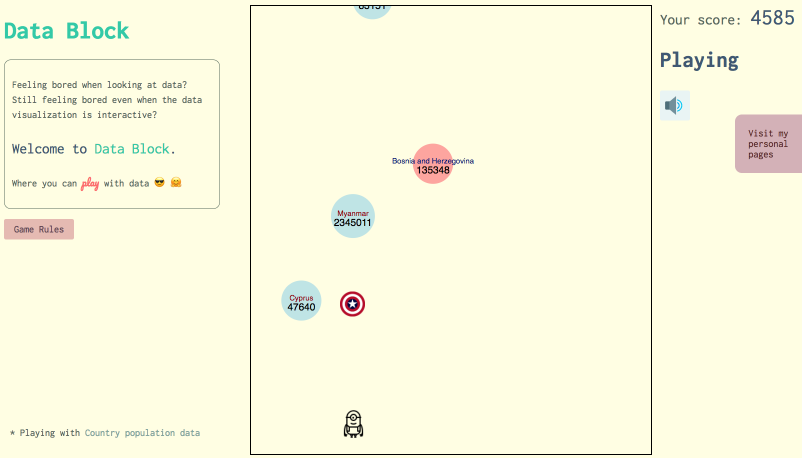 Data Block
Feeling bored when looking at data?
Still feeling bored even when the data
visualization is interactive?
Welcome to Data Block.
Where you can play with data 😎 🤗
Game Rules
* Playing with Country population data
Bosnia and Herzegovina
135348
Myanmar
2345011
Cyprus
47640
Your score: 4585
Playing
Visit my
personal
pages